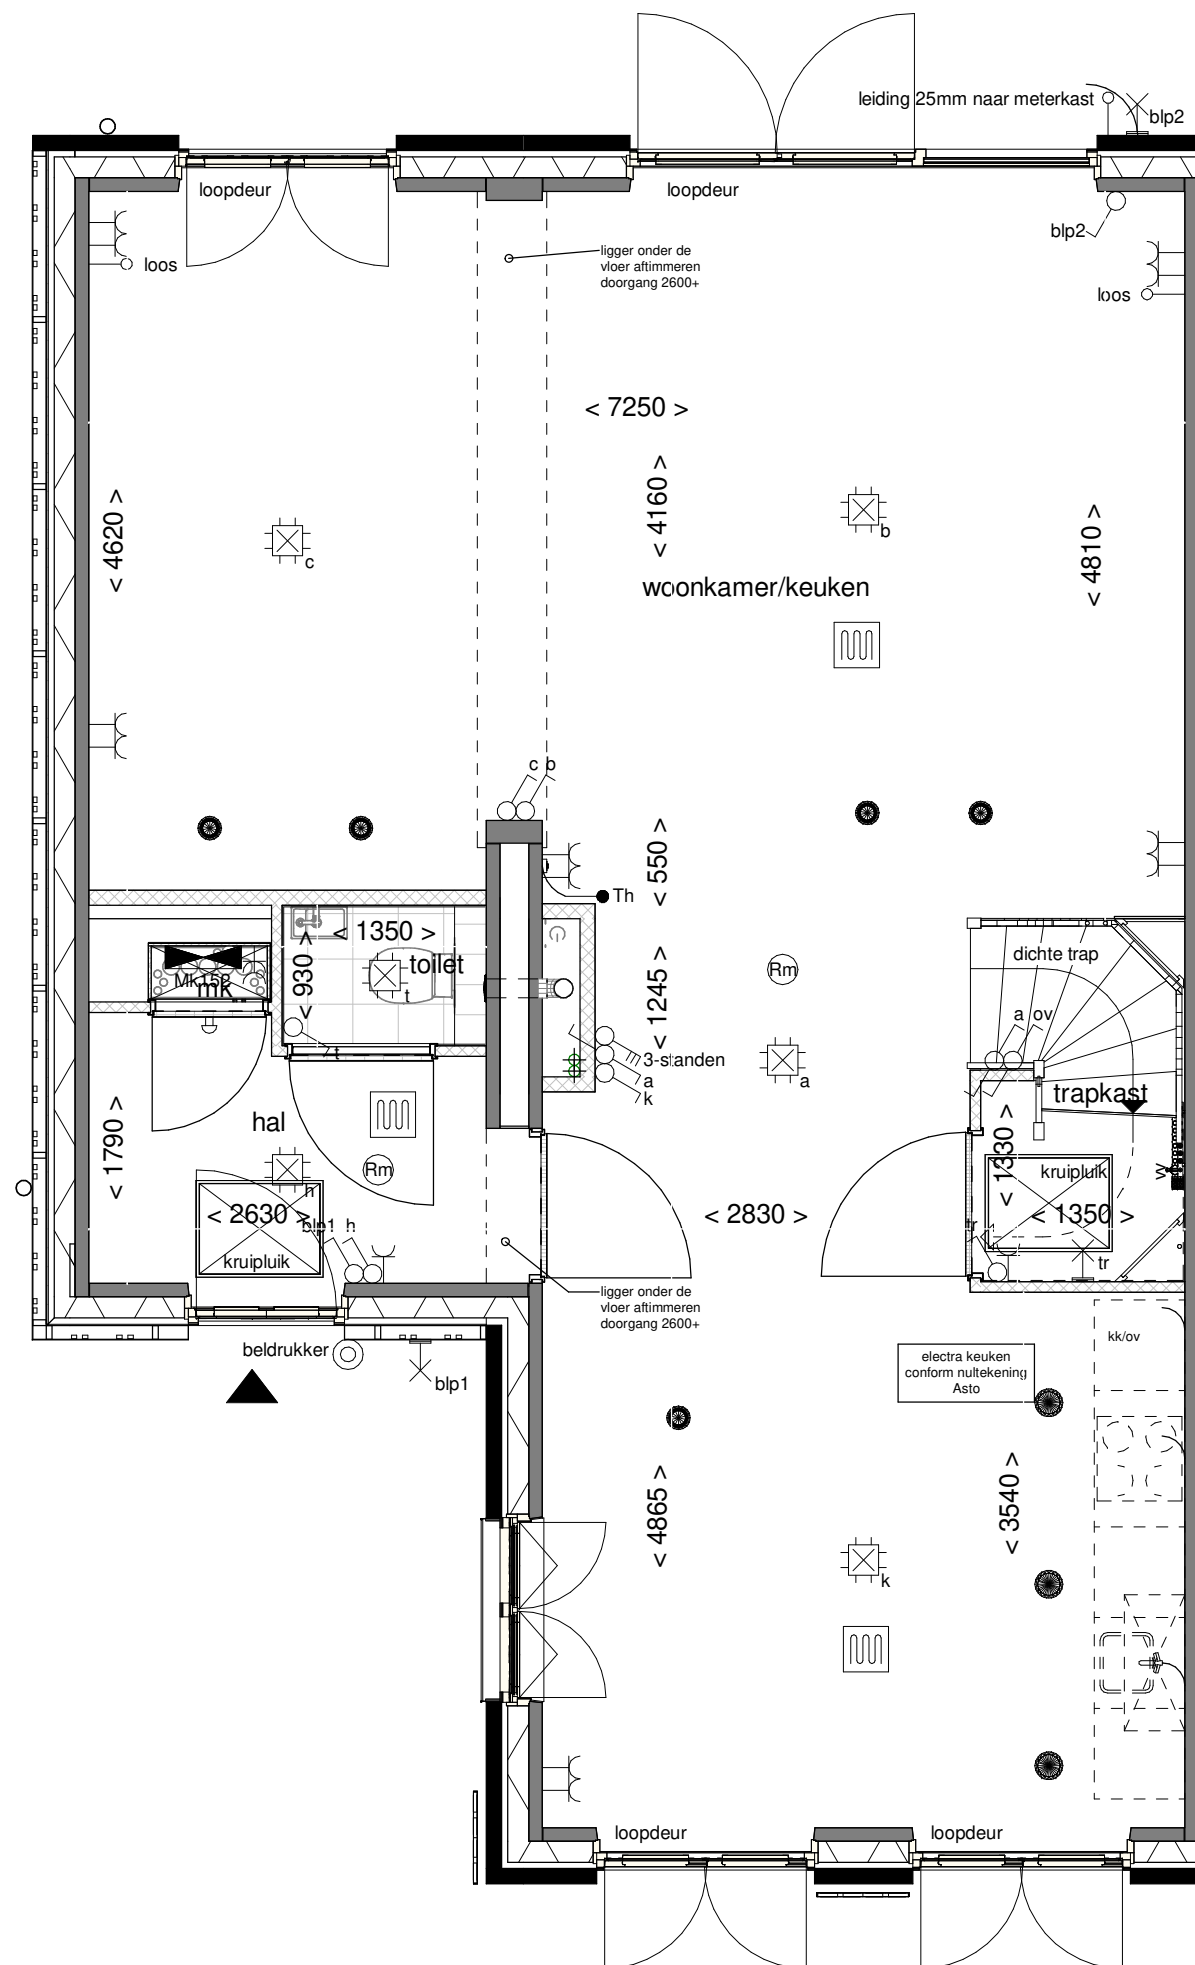 leiding 25mm naar meterkast
blp2
loopdeur
loopdeur
blp2
ligger onder de
vloer aftimmeren
doorgang 2600+
loos
loos
< 7250 >
< 4620 >
< 4160 >
< 4810 >
c
b
woonkamer/keuken
c b
< 550 >
Th
< 1350 >
< 930 >
toilet
t
mk
< 1245 >
Rm
dichte trap
a ov
t
3-standen
a
k
a
trapkast
hal
< 1790 >
Rm
h
< 1330 >
kruipluik
w
< 2630 >
blp1 h
< 2830 >
tr
< 1350 >
kruipluik
tr
ligger onder de
vloer aftimmeren
doorgang 2600+
beldrukker
blp1
electra keuken
conform nultekening
Asto
kk/ov
< 4865 >
< 3540 >
k
loopdeur
loopdeur